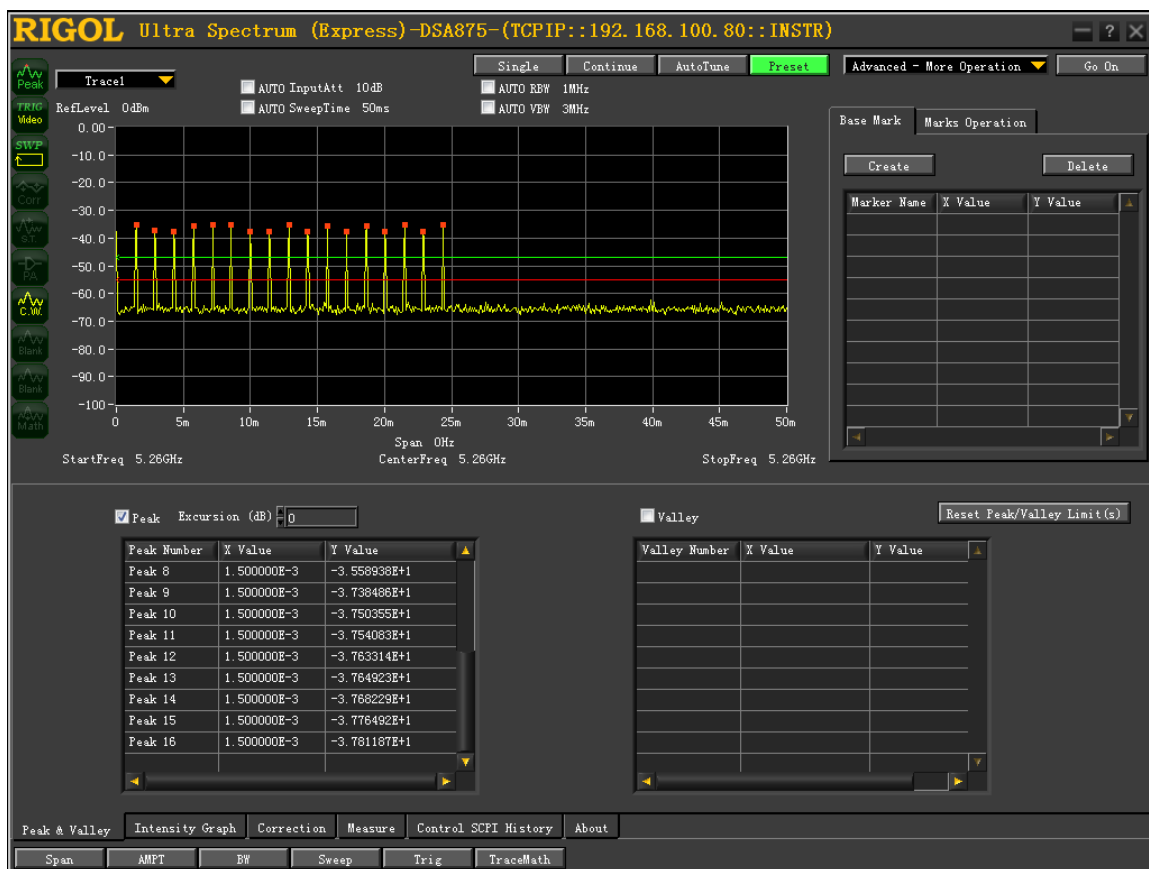 RIGOL Ultra Spectrum (Express)-DSA875-(TCPIP::192.168.100.80::INSTR) ?
Single Continue AutoTune Preset Advanced - More Operation Go On
Peak
Trace1
AUTO InputAtt 10dB AUTO RBW 1MHz
TRIG
Video
RefLevel 0dBm AUTO SweepTime 50ms AUTO VBW 3MHz
Base Mark Marks Operation
Create Delete
Marker Name X Value Y Value
SWP
Corr
S.T.
PA
C.W.
Blank
Blank
Math
0.00
-10.0
-20.0
-30.0
-40.0
-50.0
-60.0
-70.0
-80.0
-90.0
-100
0 5m 10m 15m 20m 25m 30m 35m 40m 45m 50m
Span 0Hz
StartFreq 5.26GHz CenterFreq 5.26GHz StopFreq 5.26GHz
Peak Excursion (dB) 0 Valley Reset Peak/Valley Limit(s)
Peak Number X Value Y Value Valley Number X Value Y Value
Peak 8 1.500000E-3 -3.558938E+1
Peak 9 1.500000E-3 -3.738486E+1
Peak 10 1.500000E-3 -3.750355E+1
Peak 11 1.500000E-3 -3.754083E+1
Peak 12 1.500000E-3 -3.763314E+1
Peak 13 1.500000E-3 -3.764923E+1
Peak 14 1.500000E-3 -3.768229E+1
Peak 15 1.500000E-3 -3.776492E+1
Peak 16 1.500000E-3 -3.781187E+1
Peak & Valley Intensity Graph Correction Measure Control SCPI History About
Span AMPT BW Sweep Trig TraceMath